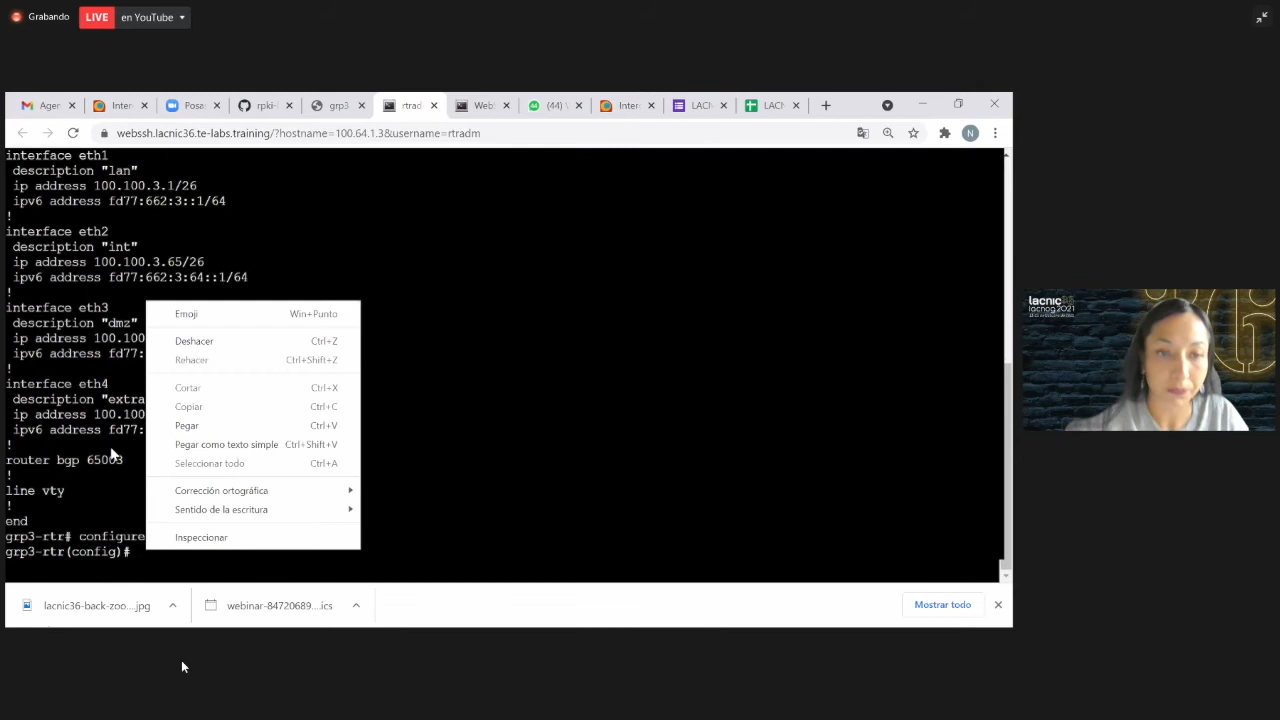 Grabando
LIVE en YouTube
Agen
Inter
Posa
rpki-
grp3
rtrad
Web
(44)
Inter
LACN
LACN
webssh.lacnic36.te-labs.training/?hostname=100.64.1.3&username=rtradm
N
interface eth1
description "lan"
ip address 100.100.3.1/26
ipv6 address fd77:662:3::1/64
!
interface eth2
description "int"
ip address 100.100.3.65/26
ipv6 address fd77:662:3:64::1/64
!
interface eth3
description "dmz"
ip address 100.100
ipv6 address fd77:
!
interface eth4
description "extra
ip address 100.100
ipv6 address fd77:
!
router bgp 65003
!
line vty
!
end
grp3-rtr# configure
grp3-rtr(config)#
Emoji Win+Punto
Deshacer Ctrl+Z
Rehacer Ctrl+Shift+Z
Cortar Ctrl+X
Copiar Ctrl+C
Pegar Ctrl+V
Pegar como texto simple Ctrl+Shift+V
Seleccionar todo Ctrl+A
Corrección ortográfica
Sentido de la escritura
Inspeccionar
lacnic36-back-zoo....jpg
webinar-84720689....ics
Mostrar todo
lacnic36
lacnog2021